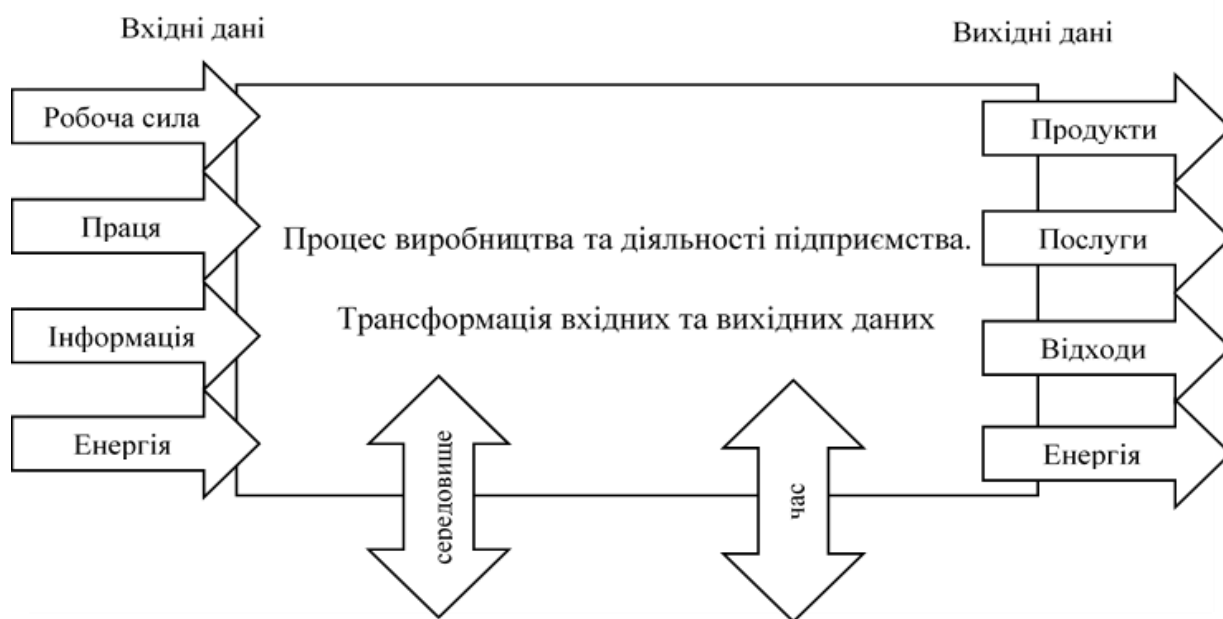 Вхідні дані
Вихідні дані
Робоча сила
Праця
Інформація
Енергія
Процес виробництва та діяльності підприємства.
Трансформація вхідних та вихідних даних
середовище
час
Продукти
Послуги
Відходи
Енергія